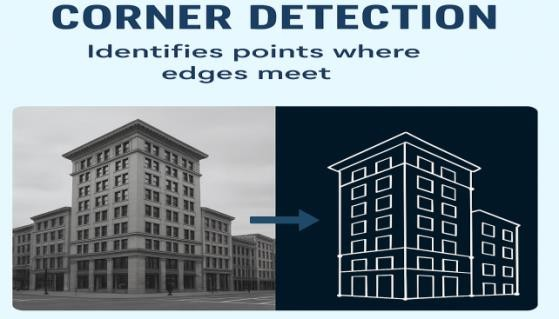 CORNER DETECTION
Identifies points where
edges meet